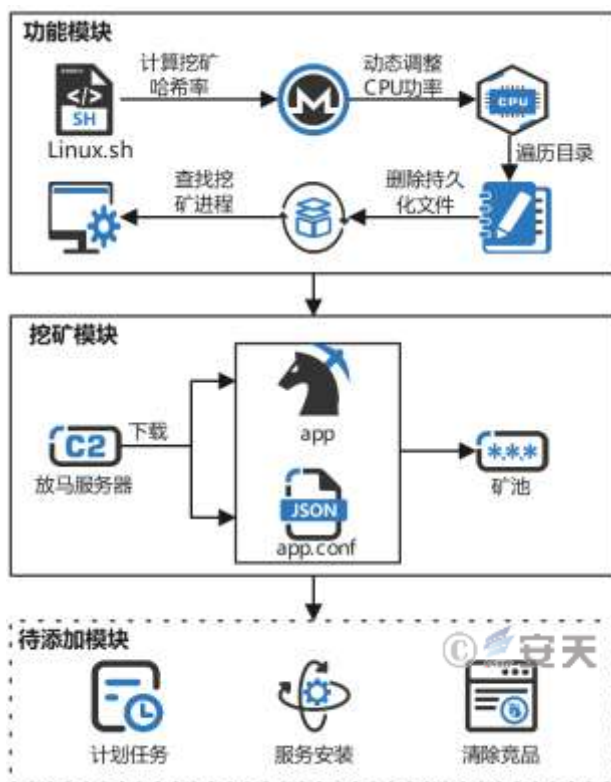 功能模块
计算挖矿
哈希率
动态调整
CPU功率
</>
SH
CPU
Linux.sh
遍历目录
查找挖
矿进程
删除持久
化文件
挖矿模块
C2
下载
app
*.*.*
放马服务器
矿池
JSON
app.conf
待添加模块
©安天
计划任务
服务安装
清除竞品